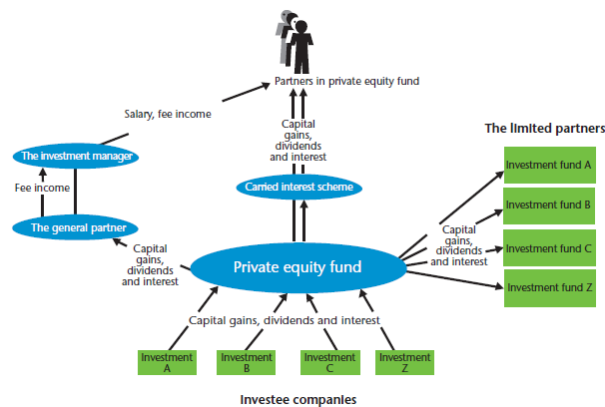 Partners in private equity fund
Salary, fee income
Capital
gains,
dividends
and interest
The limited partners
The investment manager
Investment fund A
Fee income
Carried interest scheme
Investment fund B
The general partner
Capital
gains,
dividends
and interest
Capital
gains,
dividends
and interest
Investment fund C
Private equity fund
Investment fund Z
Capital gains, dividends and interest
Investment
A
Investment
B
Investment
C
Investment
Z
Investee companies